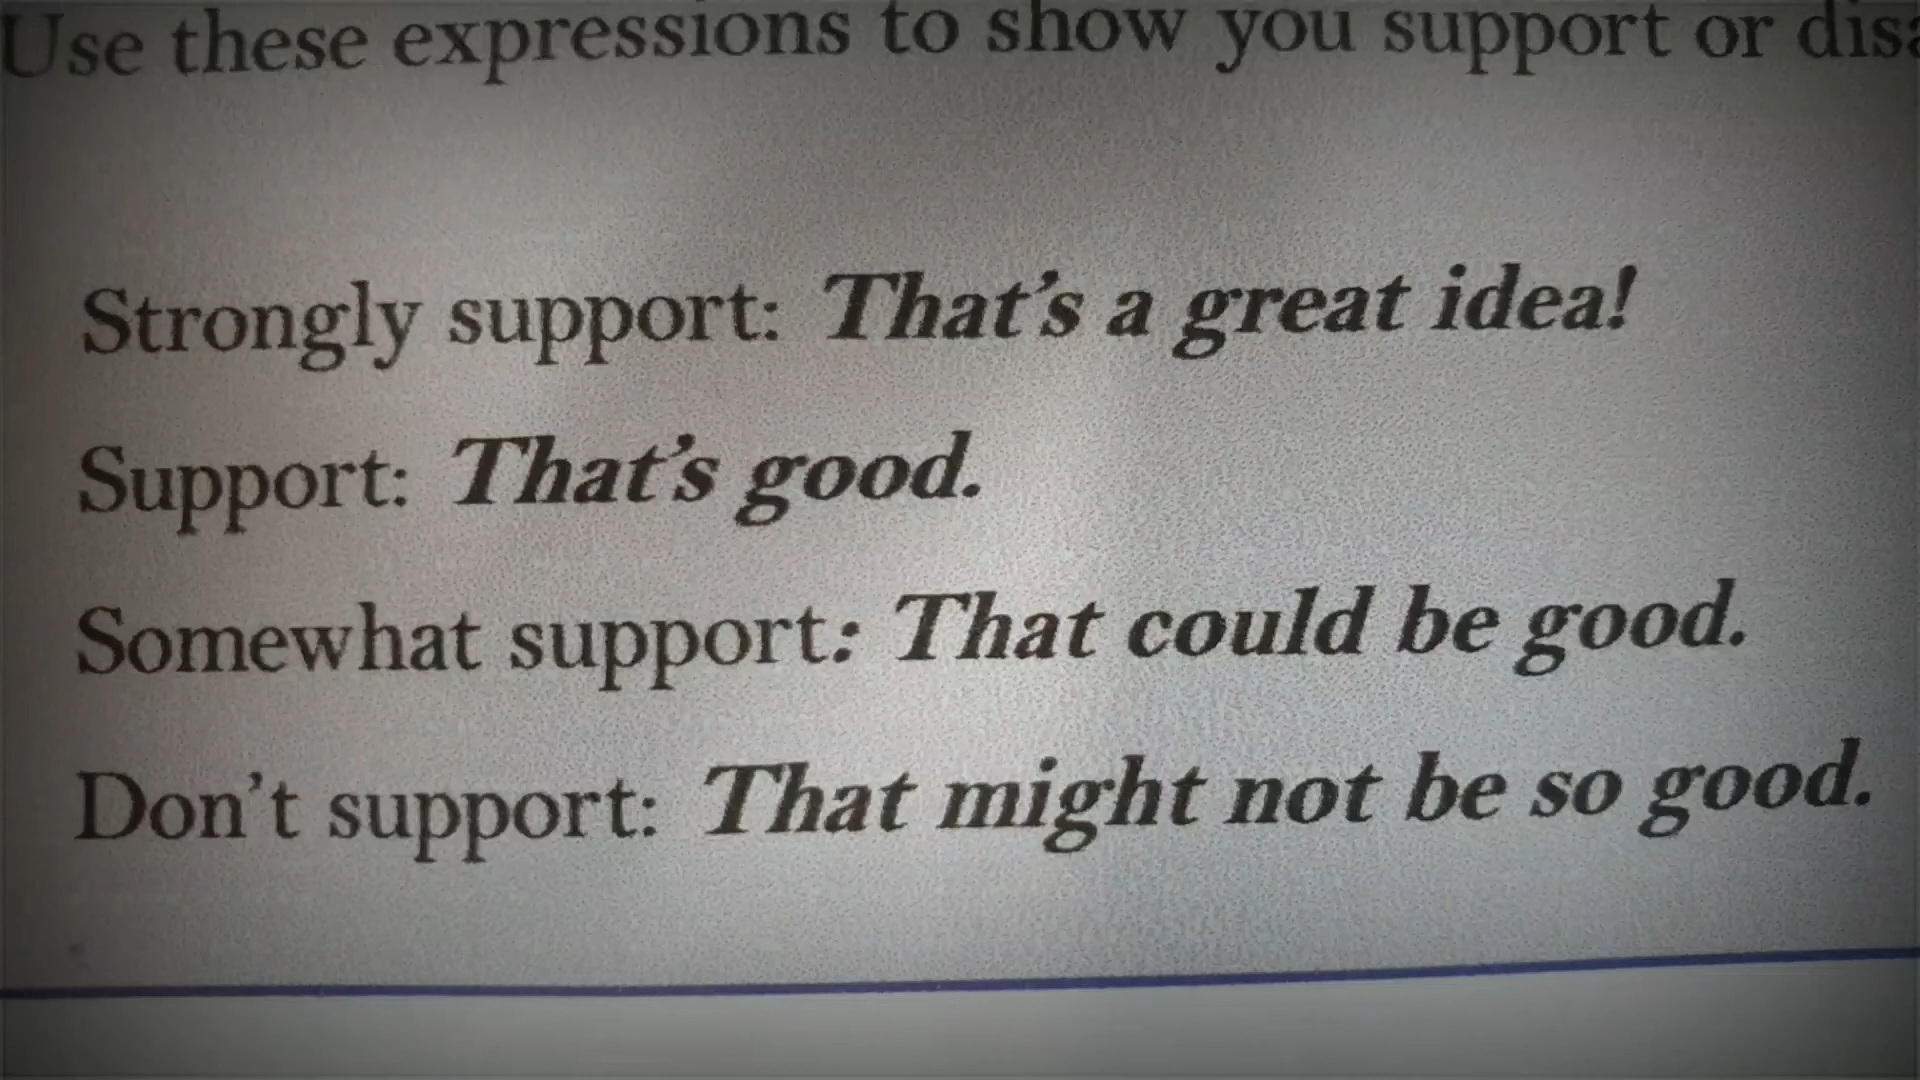 Use these expressions to show you support or
Strongly support: That's a great idea!
Support: That's good.
Somewhat support: That could be good.
Don't support: That might not be so good.